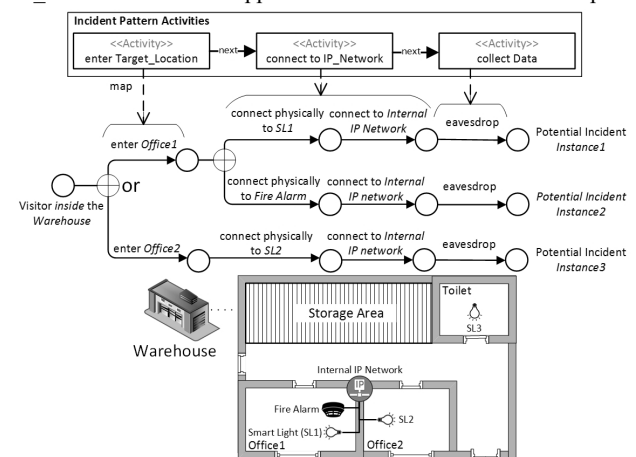 Incident Pattern Activities
<<Activity>>
enter Target_Location
next
<<Activity>>
connect to IP_Network
next
<<Activity>>
collect Data
map
connect physically
to SL1
connect to Internal
IP Network
eavesdrop
Potential Incident
Instance1
enter Office1
or
Visitor inside the
Warehouse
connect physically
to Fire Alarm
connect to Internal
IP network
eavesdrop
Potential Incident
Instance2
enter Office2
connect physically
to SL2
connect to Internal
IP network
eavesdrop
Potential Incident
Instance3
Warehouse
Storage Area
Toilet
SL3
Internal IP Network
IP
Fire Alarm
SL2
Smart Light (SL1)
Office1
Office2